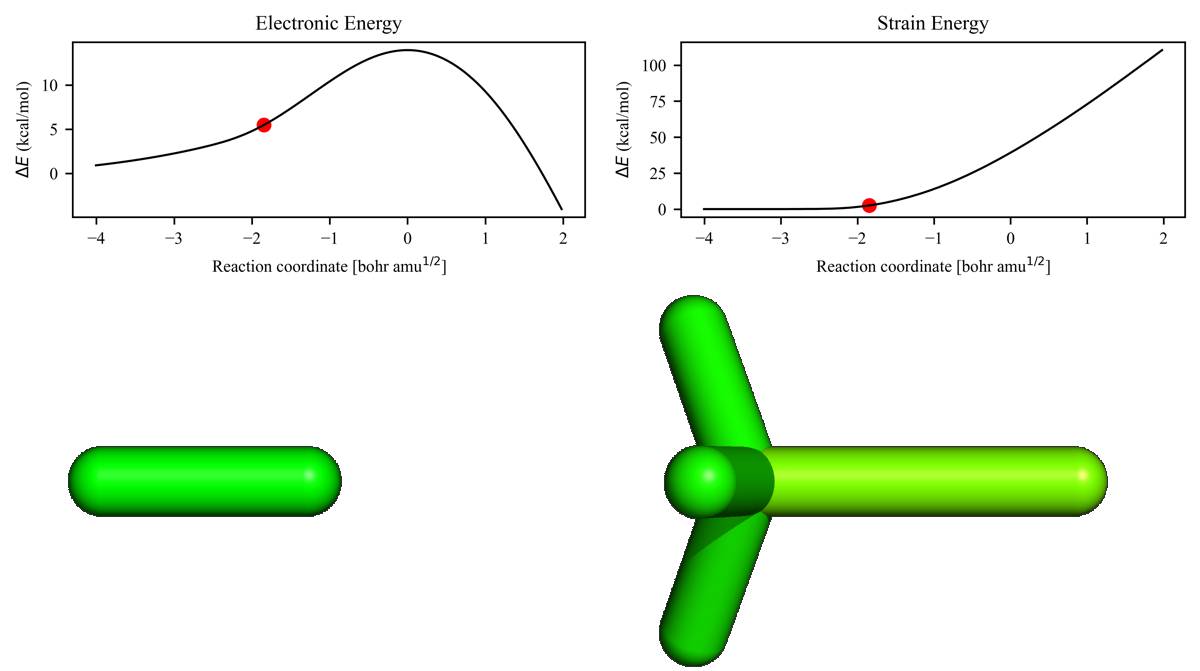 Electronic Energy
ΔE (kcal/mol)
10
5
0
−4 −3 −2 −1 0 1 2
Reaction coordinate [bohr amu^1/2]
Strain Energy
ΔE (kcal/mol)
100
75
50
25
0
−4 −3 −2 −1 0 1 2
Reaction coordinate [bohr amu^1/2]